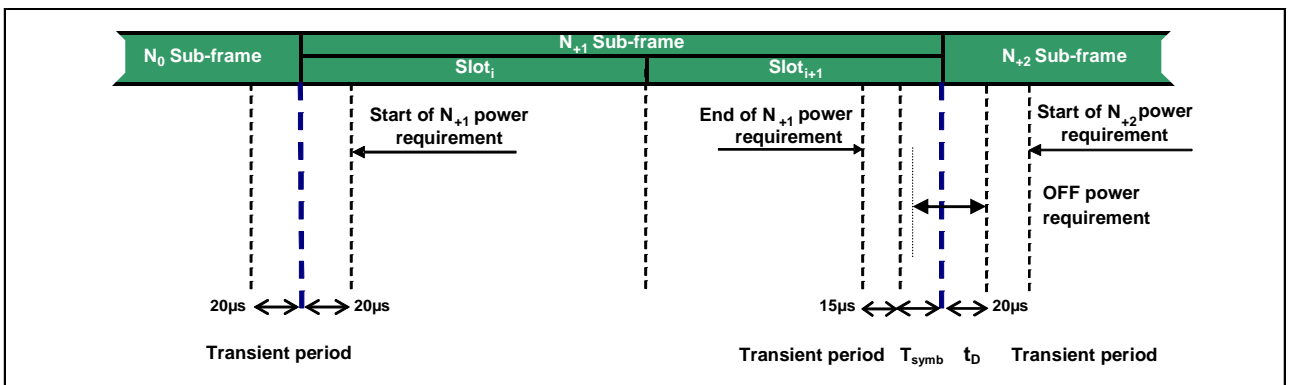 N₀ Sub-frame
N₊₁ Sub-frame
N₊₂ Sub-frame
Slotᵢ
Slotᵢ₊₁
Start of N₊₁ power
requirement
End of N₊₁ power
requirement
Start of N₊₂ power
requirement
OFF power
requirement
20µs
20µs
15µs
20µs
Transient period
Transient period
Tsymb
tD
Transient period